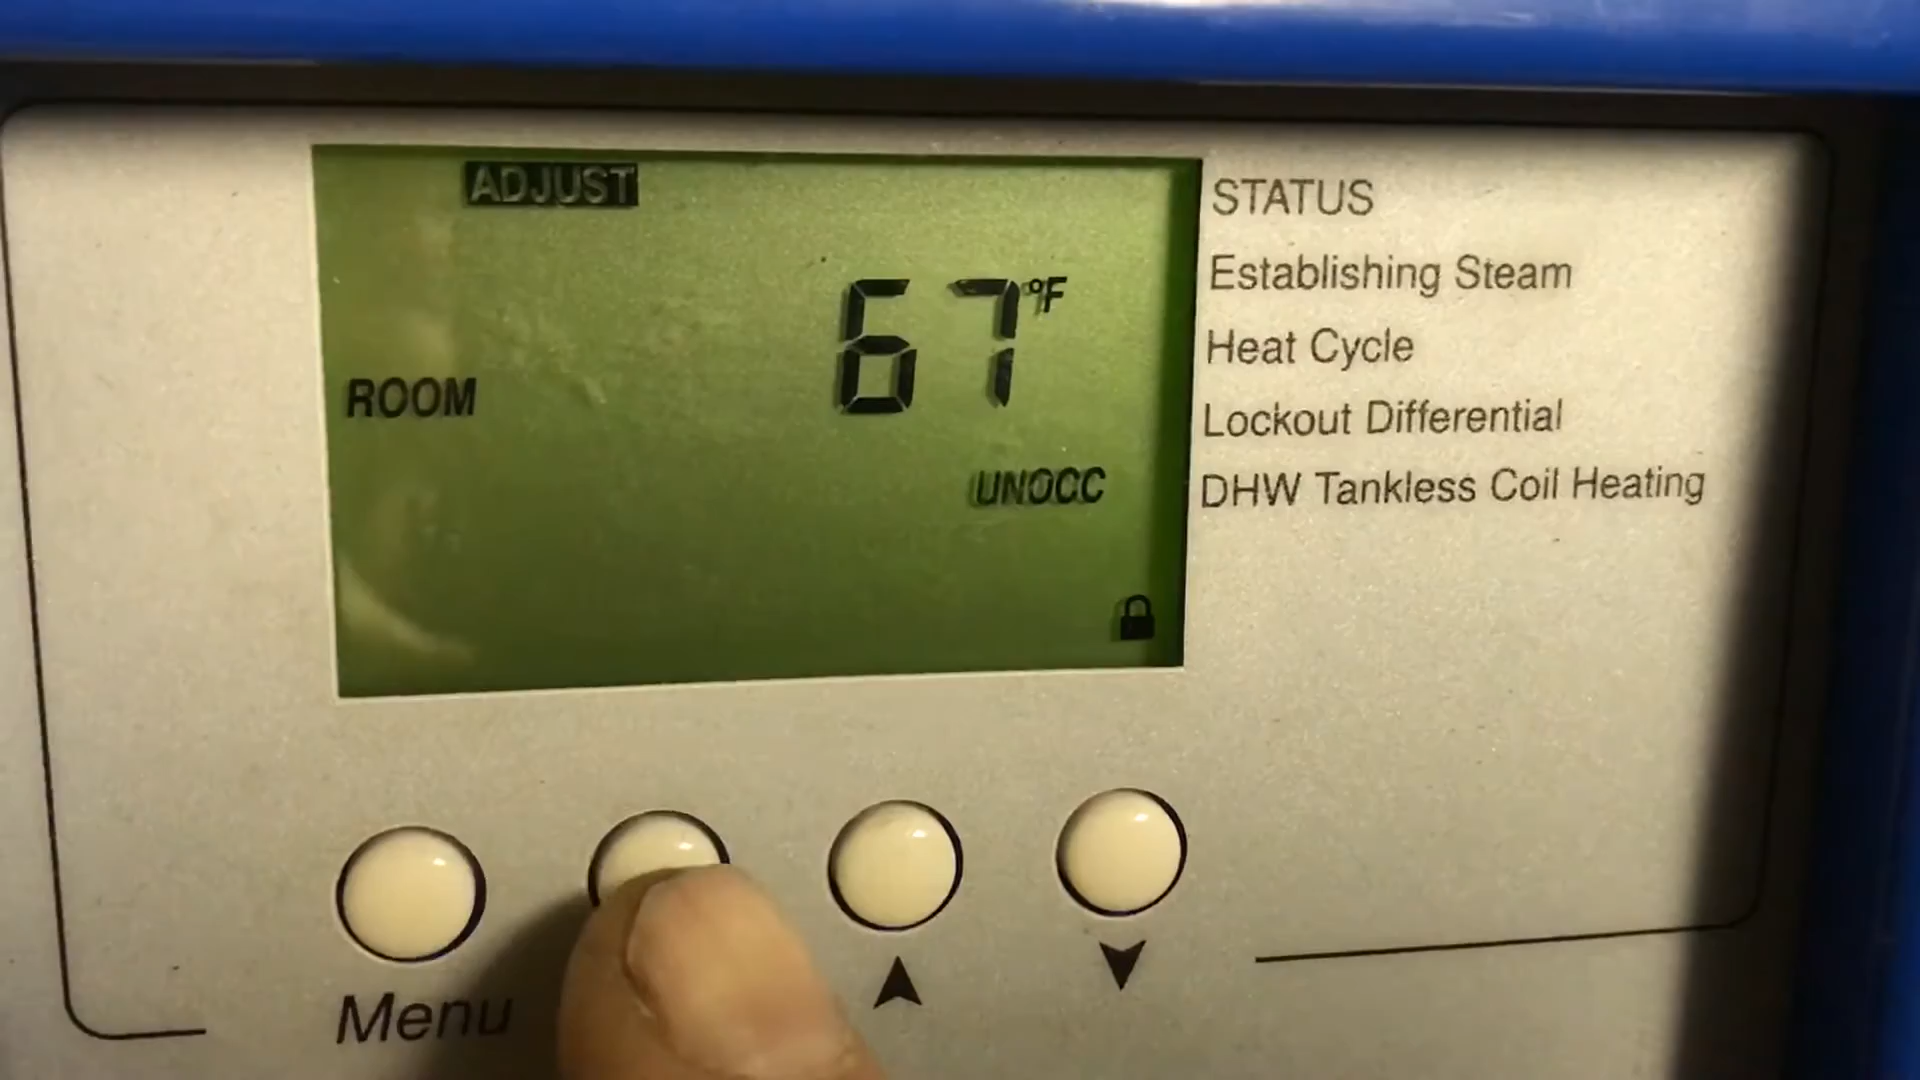 ADJUST
67°F
ROOM
UNOCC
STATUS
Establishing Steam
Heat Cycle
Lockout Differential
DHW Tankless Coil Heating
Menu